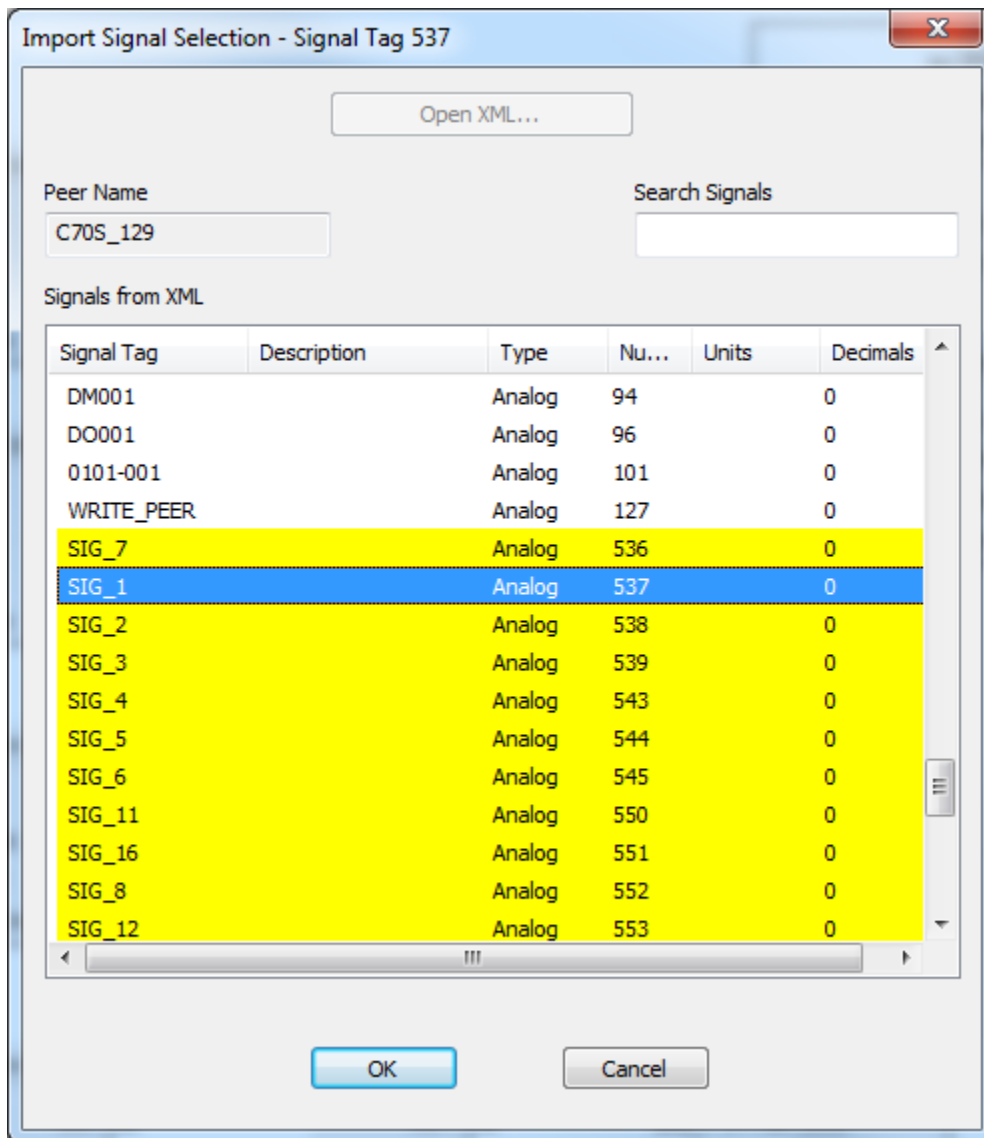 Import Signal Selection - Signal Tag 537
Open XML...
Peer Name Search Signals
C70S_129
Signals from XML
Signal Tag Description Type Nu... Units Decimals
DM001 Analog 94 0
DO001 Analog 96 0
0101-001 Analog 101 0
WRITE_PEER Analog 127 0
SIG_7 Analog 536 0
SIG_1 Analog 537 0
SIG_2 Analog 538 0
SIG_3 Analog 539 0
SIG_4 Analog 543 0
SIG_5 Analog 544 0
SIG_6 Analog 545 0
SIG_11 Analog 550 0
SIG_16 Analog 551 0
SIG_8 Analog 552 0
SIG_12 Analog 553 0
OK Cancel